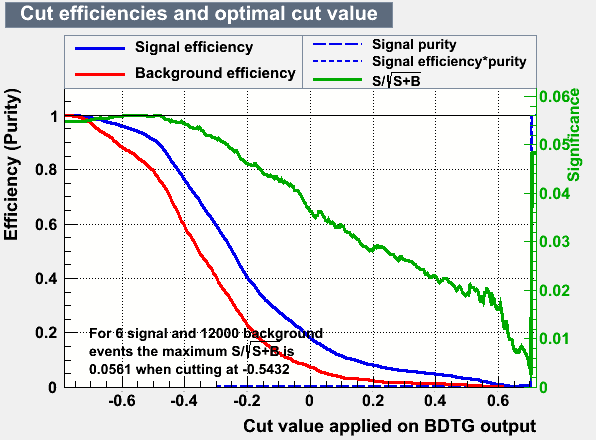 Cut efficiencies and optimal cut value
Signal efficiency
Background efficiency
Signal purity
Signal efficiency*purity
S/√S+B
Efficiency (Purity)
1
0.8
0.6
0.4
0.2
0
0.06
0.05
0.04
0.03
0.02
0.01
0
Significance
For 6 signal and 12000 background
events the maximum S/√S+B is
0.0561 when cutting at -0.5432
-0.6 -0.4 -0.2 0 0.2 0.4 0.6
Cut value applied on BDTG output